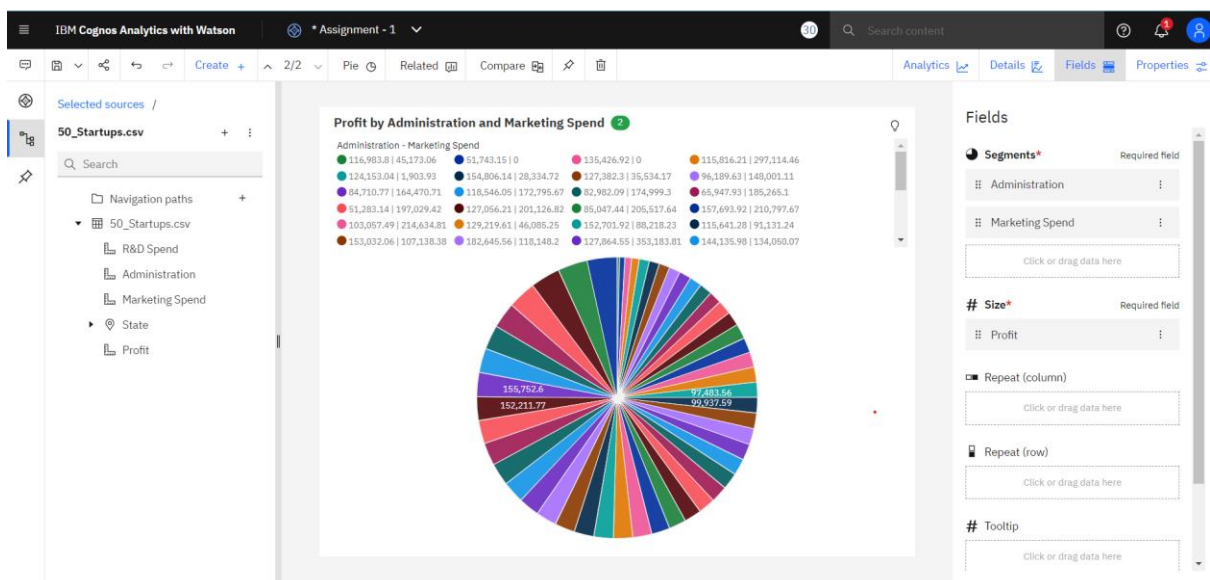 IBM Cognos Analytics with Watson
* Assignment - 1
30
Search content
1
Create +
2/2
Pie
Related
Compare
Analytics
Details
Fields
Properties
Selected sources /
50_Startups.csv
Search
Navigation paths
50_Startups.csv
R&D Spend
Administration
Marketing Spend
State
Profit
Profit by Administration and Marketing Spend 2
Administration - Marketing Spend
116,983.8 | 45,173.06 51,743.15 | 0 135,426.92 | 0 115,816.21 | 297,114.46
124,153.04 | 1,903.93 154,806.14 | 28,334.72 127,382.3 | 35,534.17 96,189.63 | 148,001.11
84,710.77 | 164,470.71 118,546.05 | 172,795.67 82,982.09 | 174,999.3 65,947.93 | 185,265.1
51,283.14 | 197,029.42 127,056.21 | 201,126.82 85,047.44 | 205,517.64 157,693.92 | 210,797.67
103,057.49 | 214,634.81 129,219.61 | 46,085.25 152,701.92 | 88,218.23 115,641.28 | 91,131.24
153,032.06 | 107,138.38 182,645.56 | 118,148.2 127,864.55 | 353,183.81 144,135.98 | 134,050.07
155,752.6
97,483.56
152,211.77
99,937.59
Fields
Segments* Required field
Administration
Marketing Spend
Click or drag data here
# Size* Required field
Profit
Repeat (column)
Click or drag data here
Repeat (row)
Click or drag data here
# Tooltip
Click or drag data here